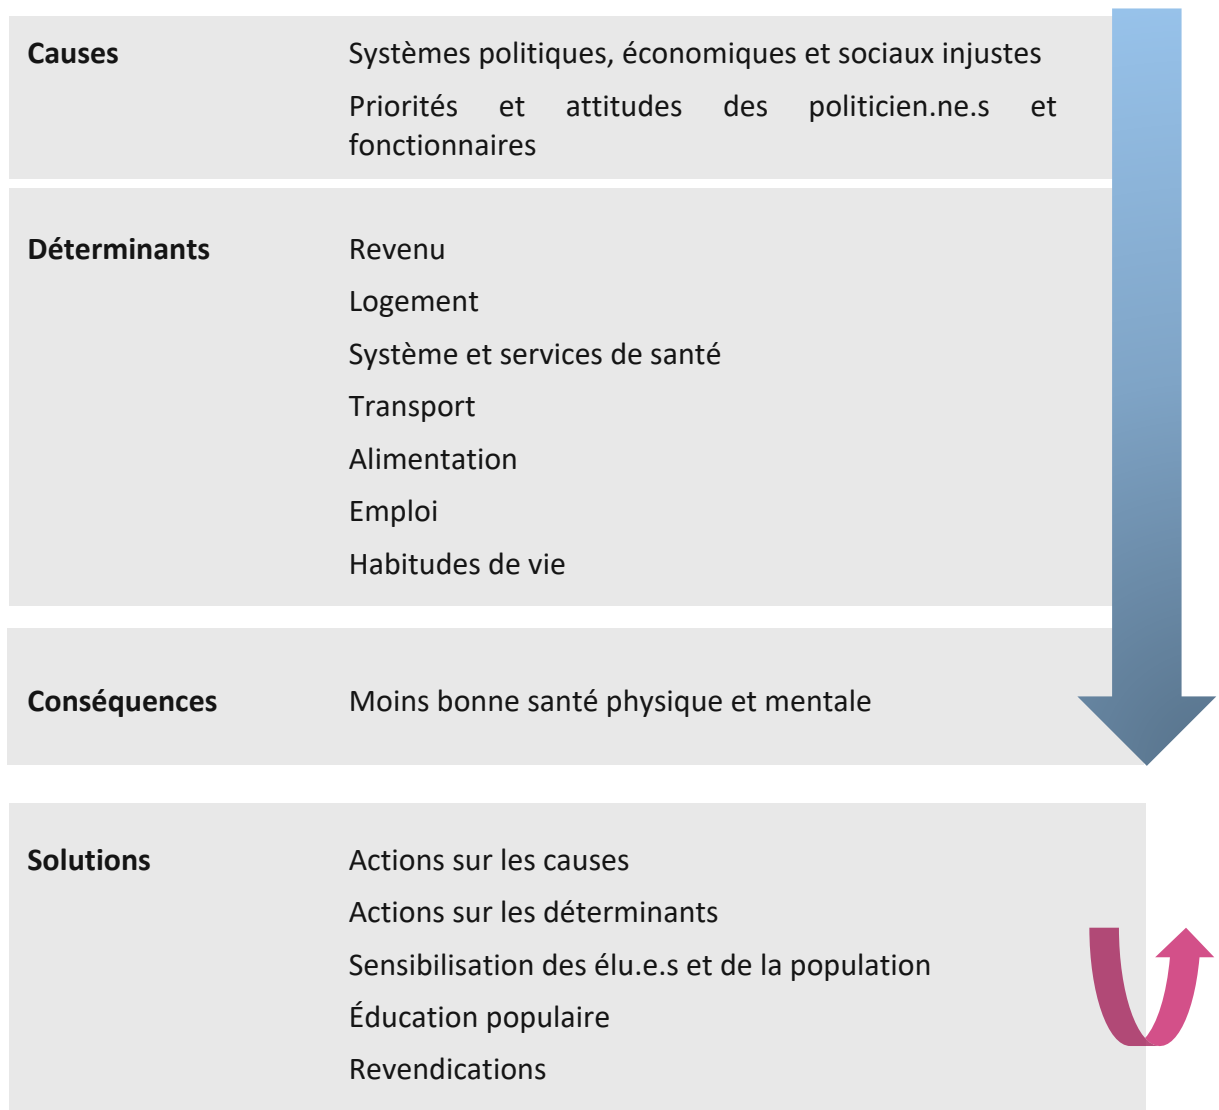 Causes
Systèmes politiques, économiques et sociaux injustes
Priorités et attitudes des politicien.ne.s et
fonctionnaires
Déterminants
Revenu
Logement
Système et services de santé
Transport
Alimentation
Emploi
Habitudes de vie
Conséquences
Moins bonne santé physique et mentale
Solutions
Actions sur les causes
Actions sur les déterminants
Sensibilisation des élu.e.s et de la population
Éducation populaire
Revendications